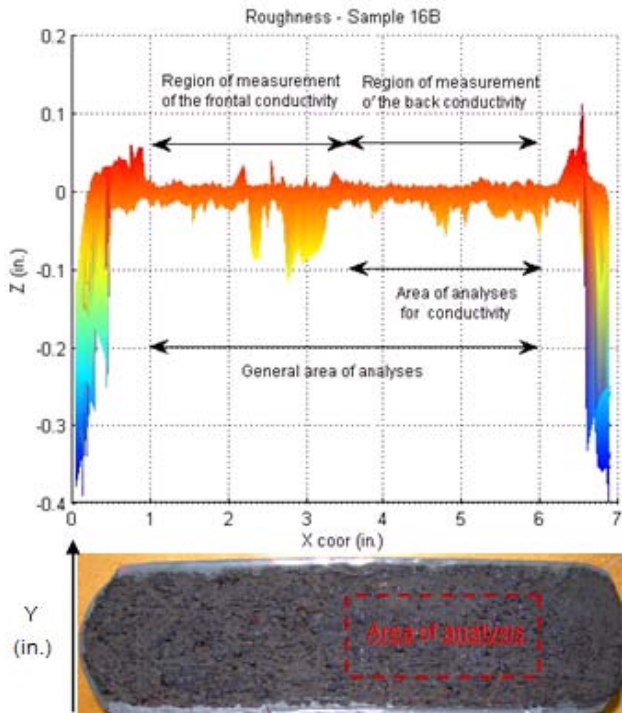 Roughness - Sample 16B
0.2
Region of measurement
of the frontal conductivity
Region of measurement
of the back conductivity
0.1
0
Z (in.)
-0.1
Area of analyses
for conductivity
-0.2
General area of analyses
-0.3
-0.4
0 1 2 3 4 5 6 7
X coor (in.)
Y
(in.)
Area of analysis